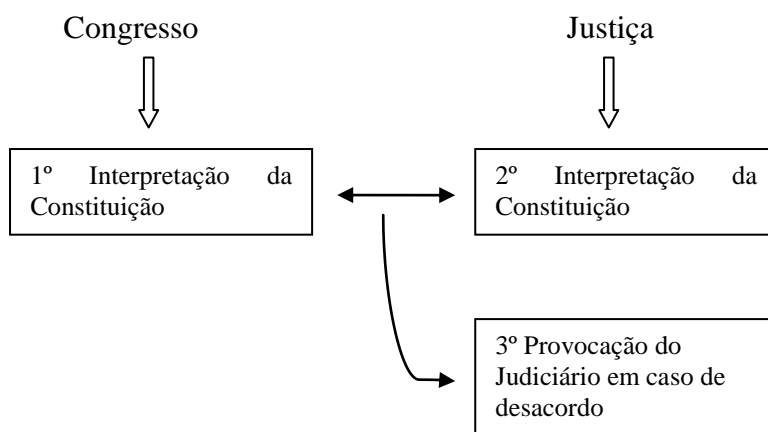 Congresso
Justiça
1º Interpretação da
Constituição
2º Interpretação da
Constituição
3º Provocação do
Judiciário em caso de
desacordo